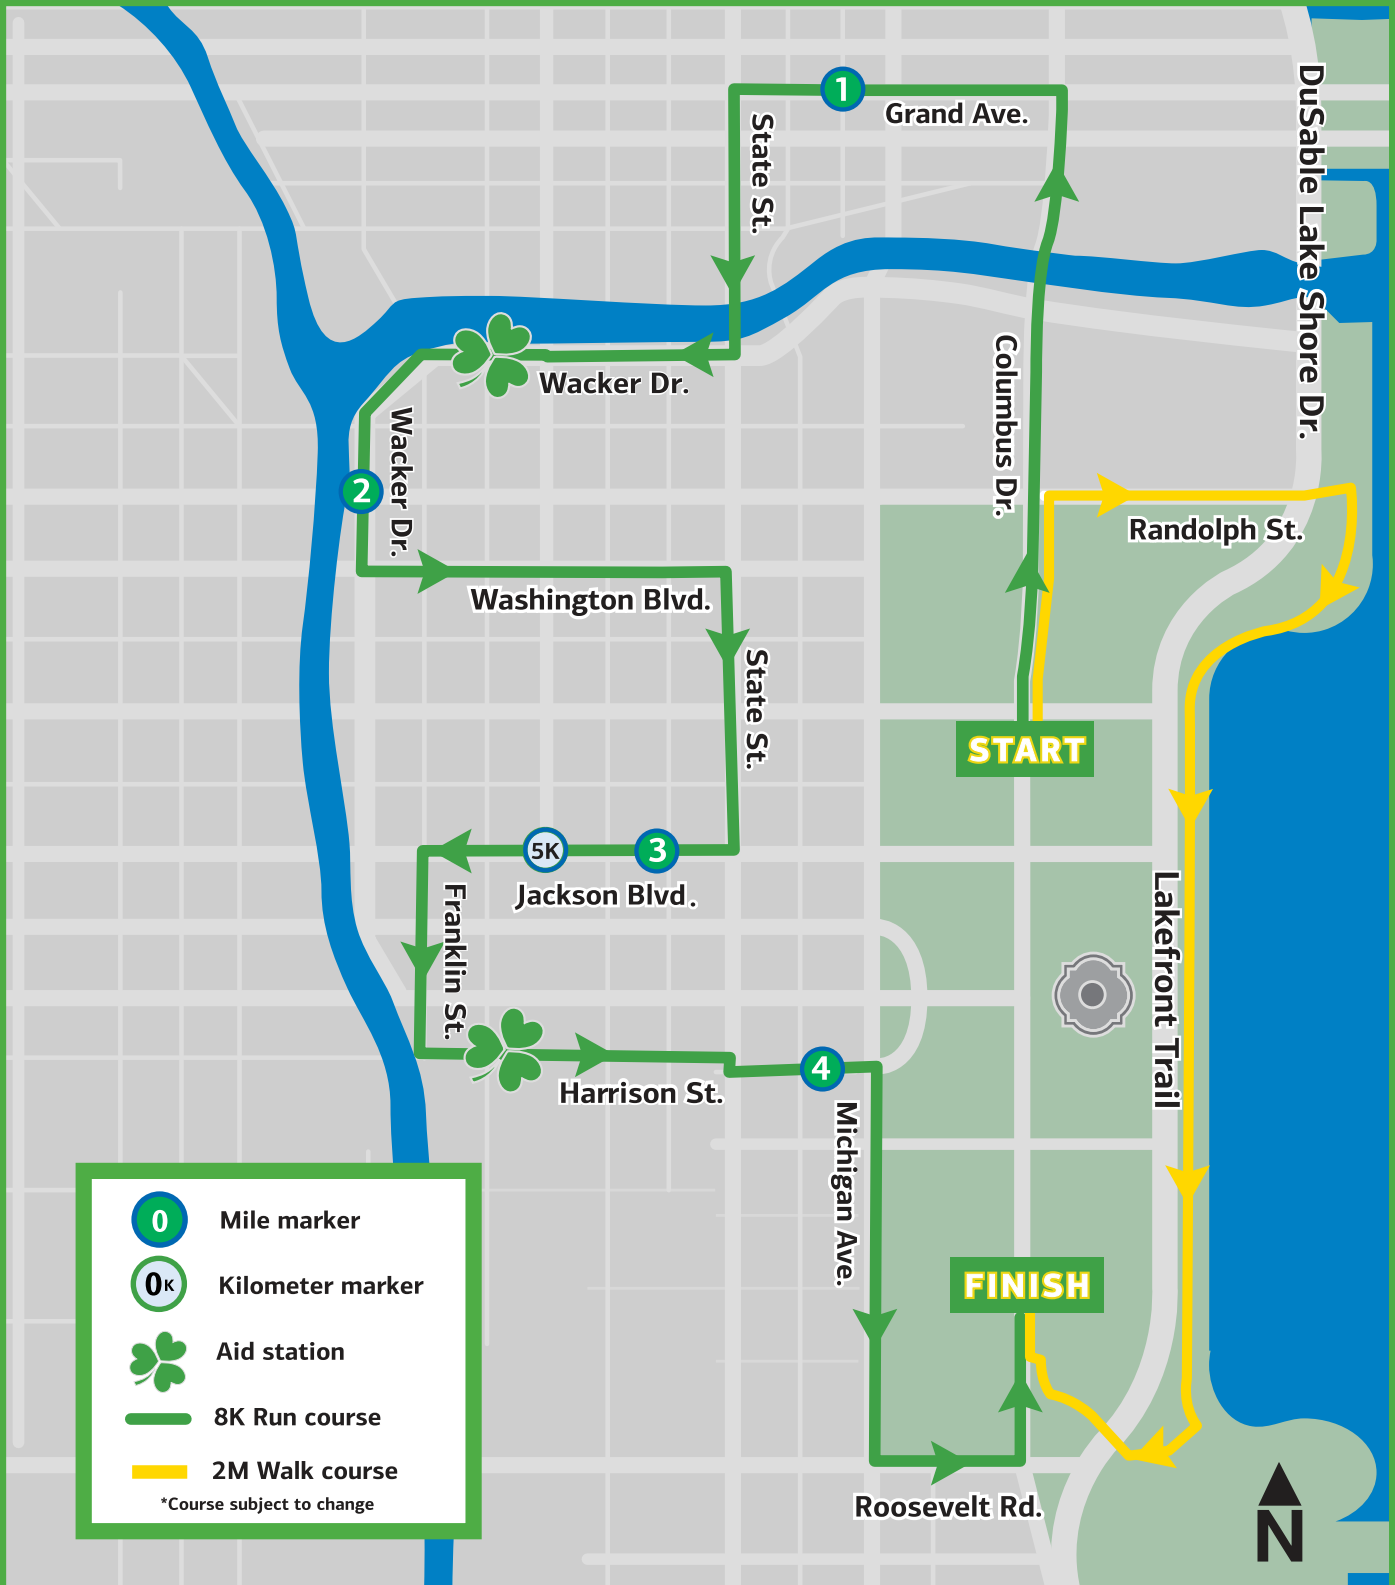 1
Grand Ave.
State St.
DuSable Lake Shore Dr.
Columbus Dr.
Wacker Dr.
Wacker Dr.
2
Randolph St.
Washington Blvd.
State St.
START
5K
3
Jackson Blvd.
Franklin St.
Lakefront Trail
Harrison St.
4
Michigan Ave.
FINISH
Roosevelt Rd.
N
0 Mile marker
0K Kilometer marker
Aid station
8K Run course
2M Walk course
*Course subject to change